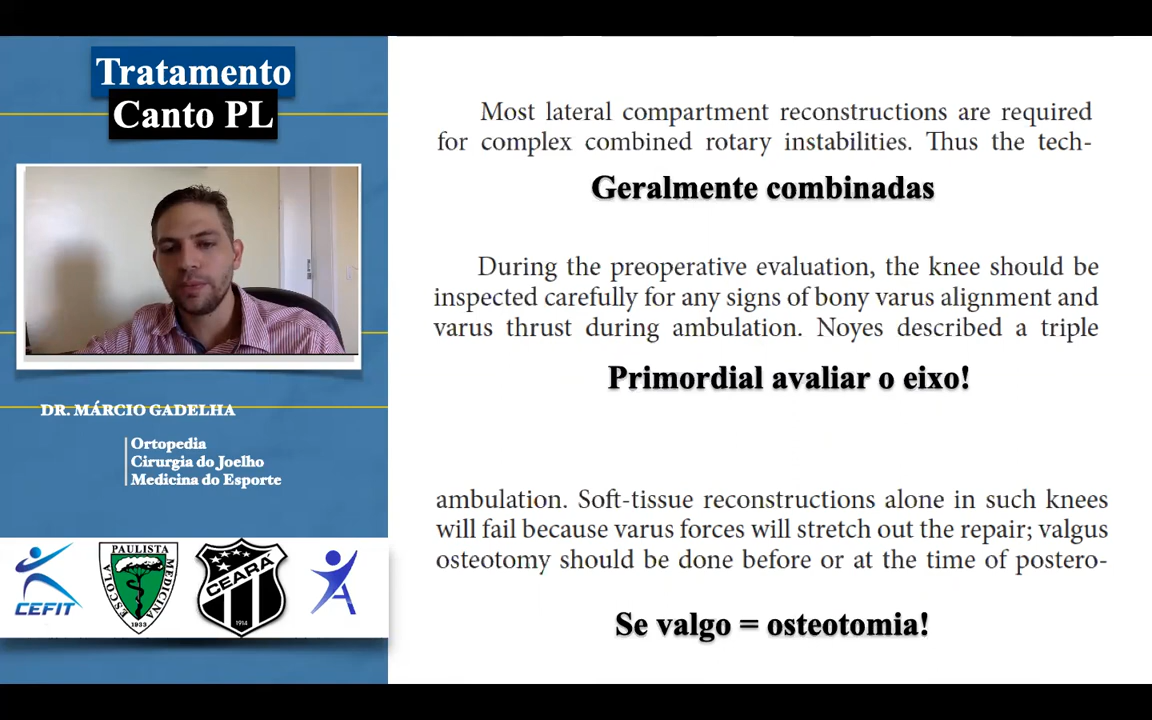 Tratamento
Canto PL
DR. MÁRCIO GADELHA
Ortopedia
Cirurgia do Joelho
Medicina do Esporte
CEFIT
PAULISTA
ESCOLA
MEDICINA
1933
CEARÁ
1914
Most lateral compartment reconstructions are required
for complex combined rotary instabilities. Thus the tech-
Geralmente combinadas
During the preoperative evaluation, the knee should be
inspected carefully for any signs of bony varus alignment and
varus thrust during ambulation. Noyes described a triple
Primordial avaliar o eixo!
ambulation. Soft-tissue reconstructions alone in such knees
will fail because varus forces will stretch out the repair; valgus
osteotomy should be done before or at the time of postero-
Se valgo = osteotomia!